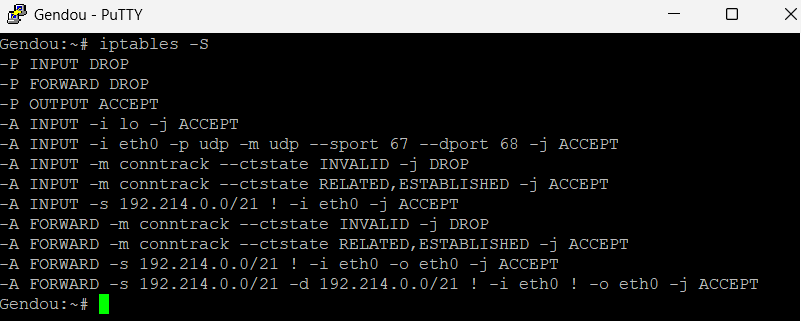 Gendou - PuTTY
Gendou:~# iptables -S
-P INPUT DROP
-P FORWARD DROP
-P OUTPUT ACCEPT
-A INPUT -i lo -j ACCEPT
-A INPUT -i eth0 -p udp -m udp --sport 67 --dport 68 -j ACCEPT
-A INPUT -m conntrack --ctstate INVALID -j DROP
-A INPUT -m conntrack --ctstate RELATED,ESTABLISHED -j ACCEPT
-A INPUT -s 192.214.0.0/21 ! -i eth0 -j ACCEPT
-A FORWARD -m conntrack --ctstate INVALID -j DROP
-A FORWARD -m conntrack --ctstate RELATED,ESTABLISHED -j ACCEPT
-A FORWARD -s 192.214.0.0/21 ! -i eth0 -o eth0 -j ACCEPT
-A FORWARD -s 192.214.0.0/21 -d 192.214.0.0/21 ! -i eth0 ! -o eth0 -j ACCEPT
Gendou:~#